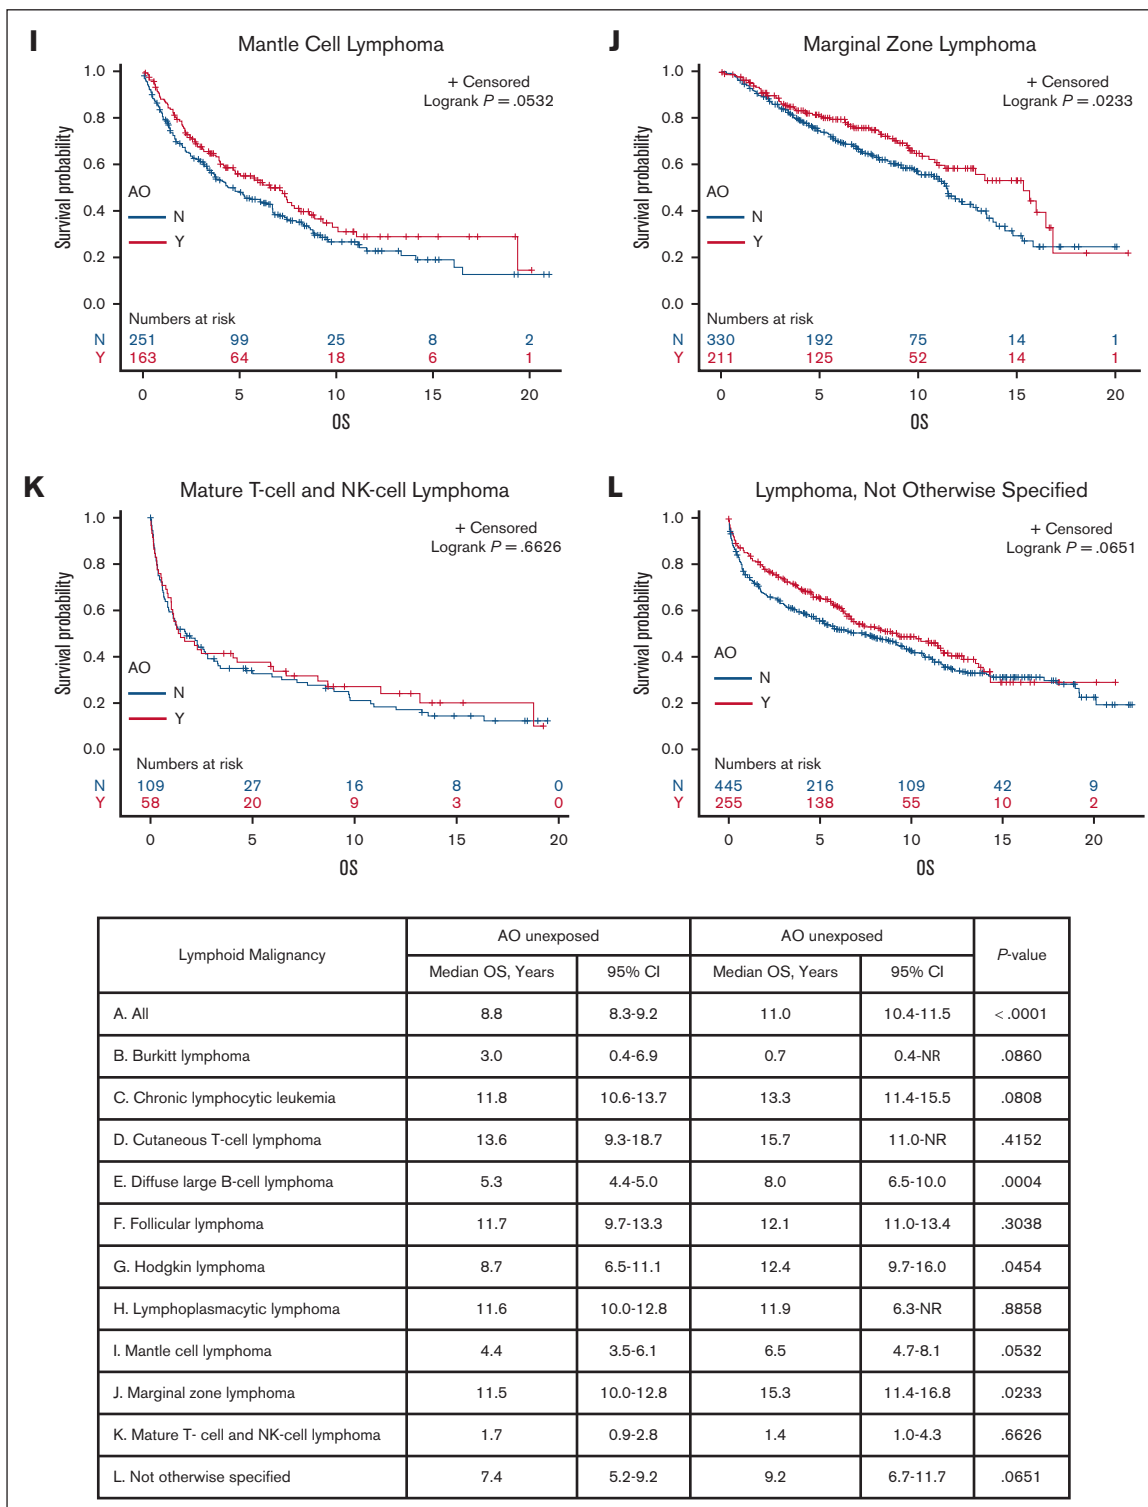 I Mantle Cell Lymphoma
1.0
0.8
0.6
0.4
0.2
0.0
Survival probability
+ Censored
Logrank P = .0532
AO
N
Y
Numbers at risk
N 251 99 25 8 2
Y 163 64 18 6 1
0 5 10 15 20
OS
J Marginal Zone Lymphoma
1.0
0.8
0.6
0.4
0.2
0.0
Survival probability
+ Censored
Logrank P = .0233
AO
N
Y
Numbers at risk
N 330 192 75 14 1
Y 211 125 52 14 1
0 5 10 15 20
OS
K Mature T-cell and NK-cell Lymphoma
1.0
0.8
0.6
0.4
0.2
0.0
Survival probability
+ Censored
Logrank P = .6626
AO
N
Y
Numbers at risk
N 109 27 16 8 0
Y 58 20 9 3 0
0 5 10 15 20
OS
L Lymphoma, Not Otherwise Specified
1.0
0.8
0.6
0.4
0.2
0.0
Survival probability
+ Censored
Logrank P = .0651
AO
N
Y
Numbers at risk
N 445 216 109 42 9
Y 255 138 55 10 2
0 5 10 15 20
OS
Lymphoid Malignancy AO unexposed AO unexposed P-value
Median OS, Years 95% CI Median OS, Years 95% CI
A. All 8.8 8.3-9.2 11.0 10.4-11.5 < .0001
B. Burkitt lymphoma 3.0 0.4-6.9 0.7 0.4-NR .0860
C. Chronic lymphocytic leukemia 11.8 10.6-13.7 13.3 11.4-15.5 .0808
D. Cutaneous T-cell lymphoma 13.6 9.3-18.7 15.7 11.0-NR .4152
E. Diffuse large B-cell lymphoma 5.3 4.4-5.0 8.0 6.5-10.0 .0004
F. Follicular lymphoma 11.7 9.7-13.3 12.1 11.0-13.4 .3038
G. Hodgkin lymphoma 8.7 6.5-11.1 12.4 9.7-16.0 .0454
H. Lymphoplasmacytic lymphoma 11.6 10.0-12.8 11.9 6.3-NR .8858
I. Mantle cell lymphoma 4.4 3.5-6.1 6.5 4.7-8.1 .0532
J. Marginal zone lymphoma 11.5 10.0-12.8 15.3 11.4-16.8 .0233
K. Mature T- cell and NK-cell lymphoma 1.7 0.9-2.8 1.4 1.0-4.3 .6626
L. Not otherwise specified 7.4 5.2-9.2 9.2 6.7-11.7 .0651